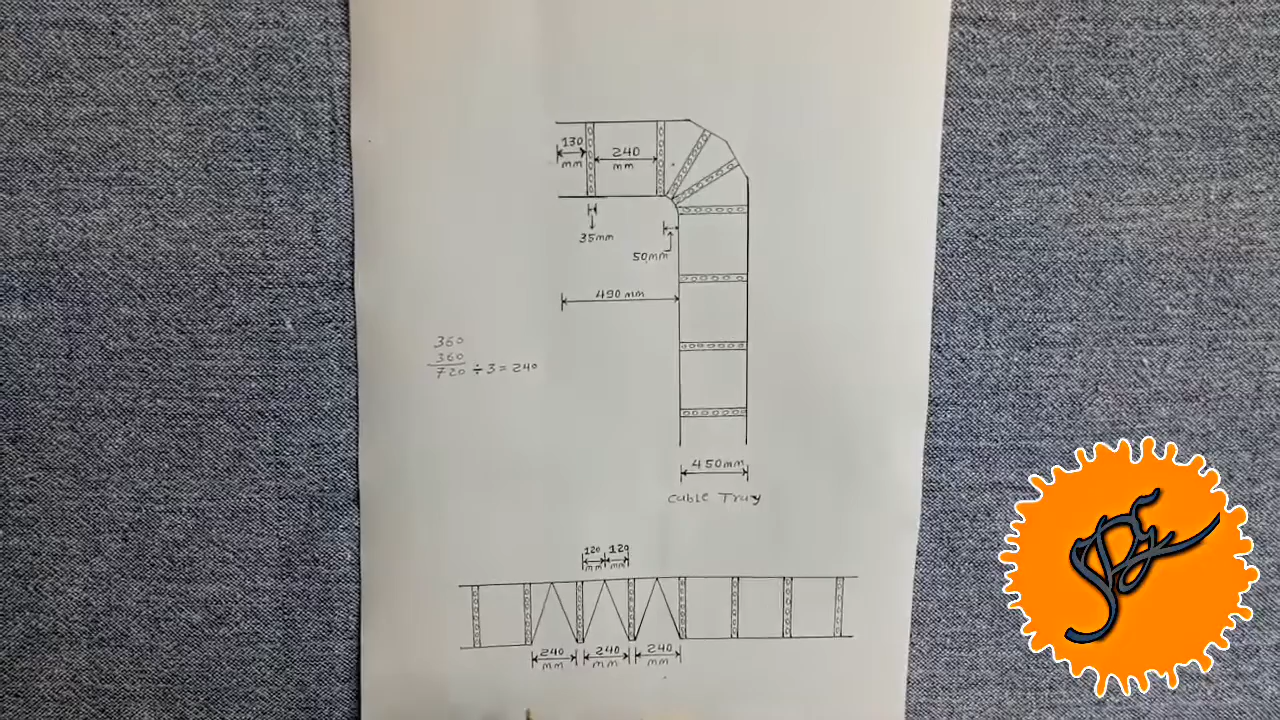 130
mm
240
mm
35mm
50mm
490 mm
360
360
720 ÷ 3 = 240
450mm
Cable Tray
120 120
mm mm
240 240 240
mm mm mm